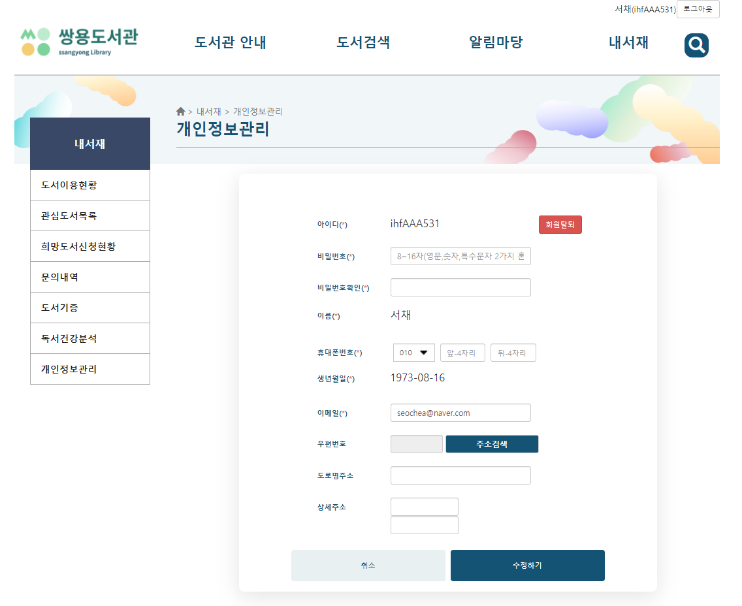 서재(ihfAAA531) 로그아웃
쌍용도서관
ssangyong Library
도서관 안내 도서검색 알림마당 내서재
> 내서재 > 개인정보관리
개인정보관리
내서재
도서이용현황
관심도서목록
희망도서신청현황
문의내역
도서기증
독서건강분석
개인정보관리
아이디(*) ihfAAA531 회원탈퇴
비밀번호(*) 8~16자(영문,숫자,특수문자 2가지 혼
비밀번호확인(*)
이름(*) 서재
휴대폰번호(*) 010 앞-4자리 뒤-4자리
생년월일(*) 1973-08-16
이메일(*) seochea@naver.com
우편번호 주소검색
도로명주소
상세주소
취소 수정하기